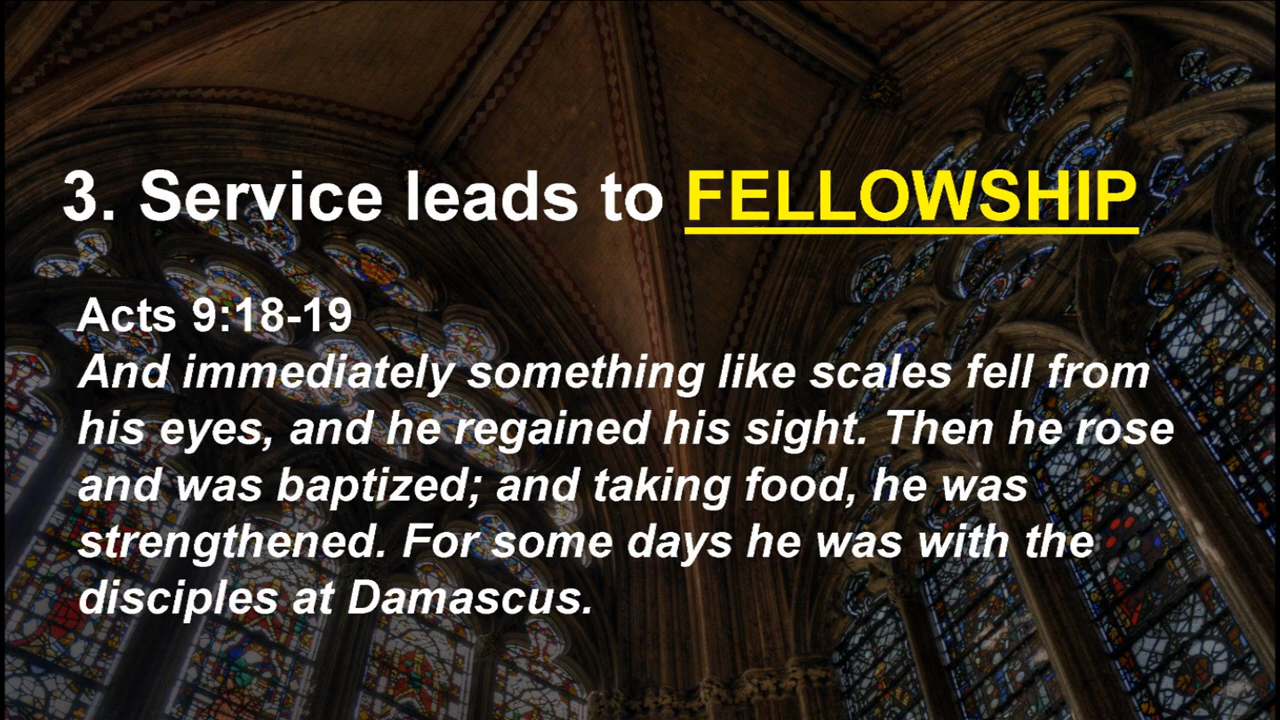 3. Service leads to FELLOWSHIP
Acts 9:18-19
And immediately something like scales fell from
his eyes, and he regained his sight. Then he rose
and was baptized; and taking food, he was
strengthened. For some days he was with the
disciples at Damascus.